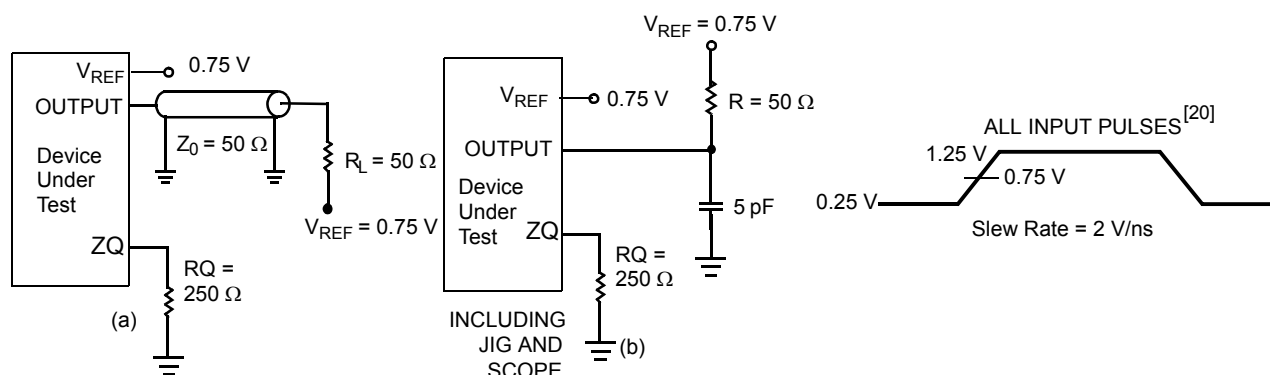 V_REF
0.75 V
OUTPUT
Z0 = 50 Ω
Device
Under
Test
R_L = 50 Ω
V_REF = 0.75 V
ZQ
RQ =
250 Ω
(a)
V_REF = 0.75 V
V_REF
0.75 V
R = 50 Ω
OUTPUT
Device
Under
Test
5 pF
ZQ
RQ =
250 Ω
INCLUDING
JIG AND
SCOPE
(b)
ALL INPUT PULSES[20]
1.25 V
0.75 V
0.25 V
Slew Rate = 2 V/ns